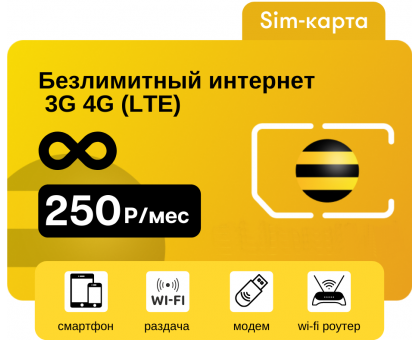 Sim-карта
Безлимитный интернет
3G 4G (LTE)
250 Р/мес
WI-FI
смартфон раздача модем wi-fi роутер